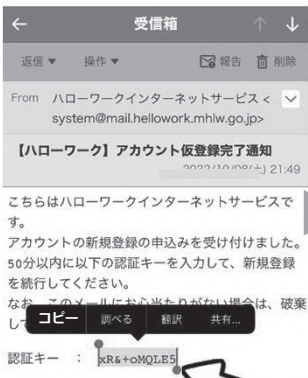 受信箱
返信 ▼ 操作 ▼ 報告 削除
From ハローワークインターネットサービス <
system@mail.hellowork.mhlw.go.jp>
【ハローワーク】アカウント仮登録完了通知
2022/10/08(土) 21:49
こちらはハローワークインターネットサービスで
す。
アカウントの新規登録の申込みを受け付けました。
50分以内に以下の認証キーを入力して、新規登録
を続行してください。
なお、このメールにお心当たりがない場合は、破棄
し
コピー 調べる 翻訳 共有...
認証キー : xR&+oMQLE5